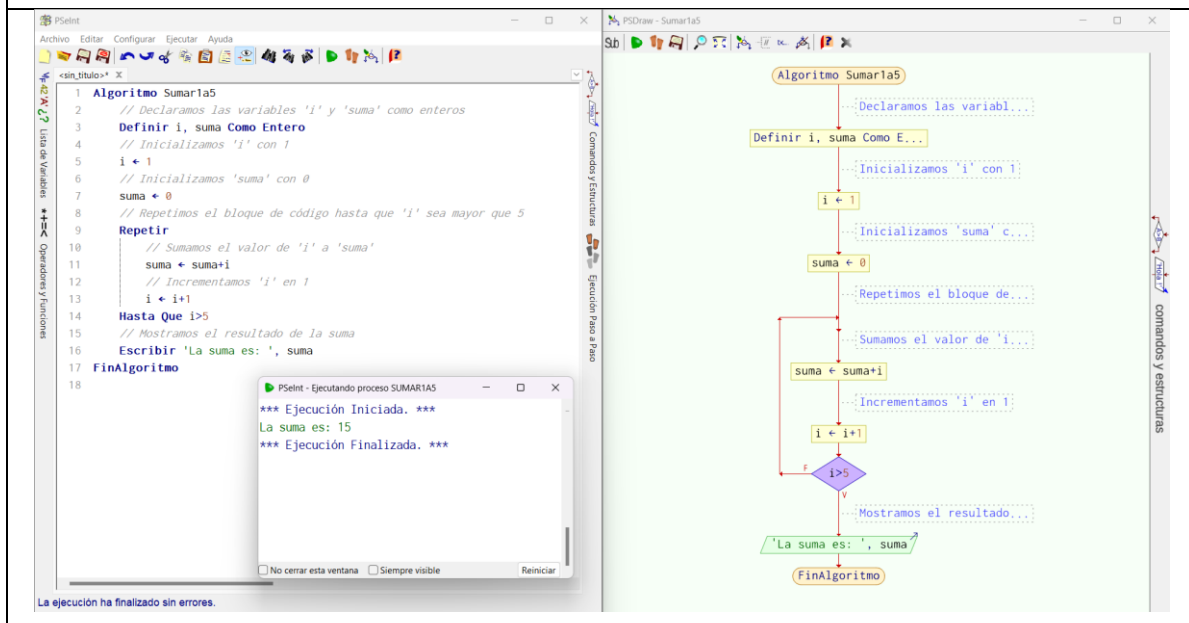 PSeInt
Archivo Editar Configurar Ejecutar Ayuda
<sin_titulo>* X
1 Algoritmo Sumar1a5
2 // Declaramos las variables 'i' y 'suma' como enteros
3 Definir i, suma Como Entero
4 // Inicializamos 'i' con 1
5 i ← 1
6 // Inicializamos 'suma' con 0
7 suma ← 0
8 // Repetimos el bloque de código hasta que 'i' sea mayor que 5
9 Repetir
10 // Sumamos el valor de 'i' a 'suma'
11 suma ← suma+i
12 // Incrementamos 'i' en 1
13 i ← i+1
14 Hasta Que i>5
15 // Mostramos el resultado de la suma
16 Escribir 'La suma es: ', suma
17 FinAlgoritmo
18
Lista de Variables
*+=< Operadores y Funciones
Comandos y Estructuras
Ejecución Paso a Paso
PSeInt - Ejecutando proceso SUMAR1A5
*** Ejecución Iniciada. ***
La suma es: 15
*** Ejecución Finalizada. ***
No cerrar esta ventana Siempre visible Reiniciar
La ejecución ha finalizado sin errores.
PSDraw - Sumar1a5
Sub
Algoritmo Sumar1a5
Declaramos las variabl...
Definir i, suma Como E...
Inicializamos 'i' con 1
i ← 1
Inicializamos 'suma' c...
suma ← 0
Repetimos el bloque de...
Sumamos el valor de 'i...
suma ← suma+i
Incrementamos 'i' en 1
i ← i+1
F
i>5
V
Mostramos el resultado...
'La suma es: ', suma
FinAlgoritmo
comandos y estructuras